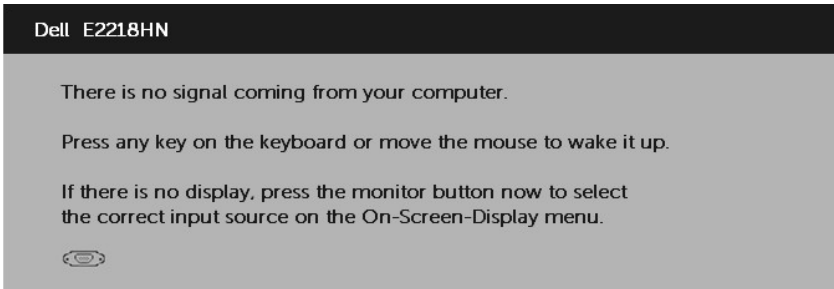 Dell E2218HN
There is no signal coming from your computer.
Press any key on the keyboard or move the mouse to wake it up.
If there is no display, press the monitor button now to select
the correct input source on the On-Screen-Display menu.